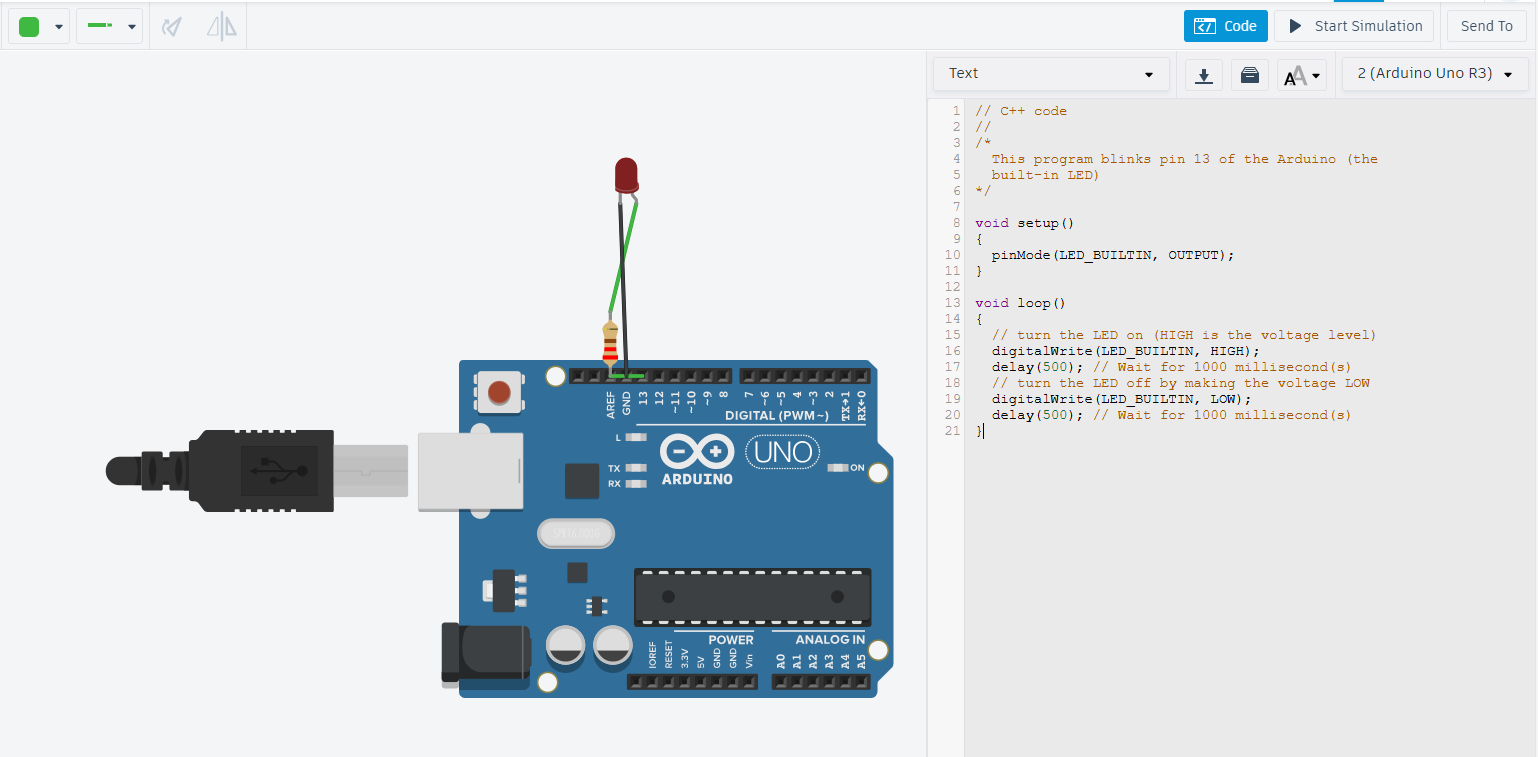 Code
Start Simulation
Send To
Text
AA
2 (Arduino Uno R3)
1 // C++ code
2 //
3 /*
4 This program blinks pin 13 of the Arduino (the
5 built-in LED)
6 */
7
8 void setup()
9 {
10 pinMode(LED_BUILTIN, OUTPUT);
11 }
12
13 void loop()
14 {
15 // turn the LED on (HIGH is the voltage level)
16 digitalWrite(LED_BUILTIN, HIGH);
17 delay(500); // Wait for 1000 millisecond(s)
18 // turn the LED off by making the voltage LOW
19 digitalWrite(LED_BUILTIN, LOW);
20 delay(500); // Wait for 1000 millisecond(s)
21 }
AREF
GND
13
12
~11
~10
~9
8
7
~6
~5
4
~3
2
TX→1
RX←0
DIGITAL (PWM~)
L
TX
RX
ARDUINO
UNO
ON
IOREF
RESET
3.3V
5V
GND
GND
Vin
POWER
ANALOG IN
A0
A1
A2
A3
A4
A5